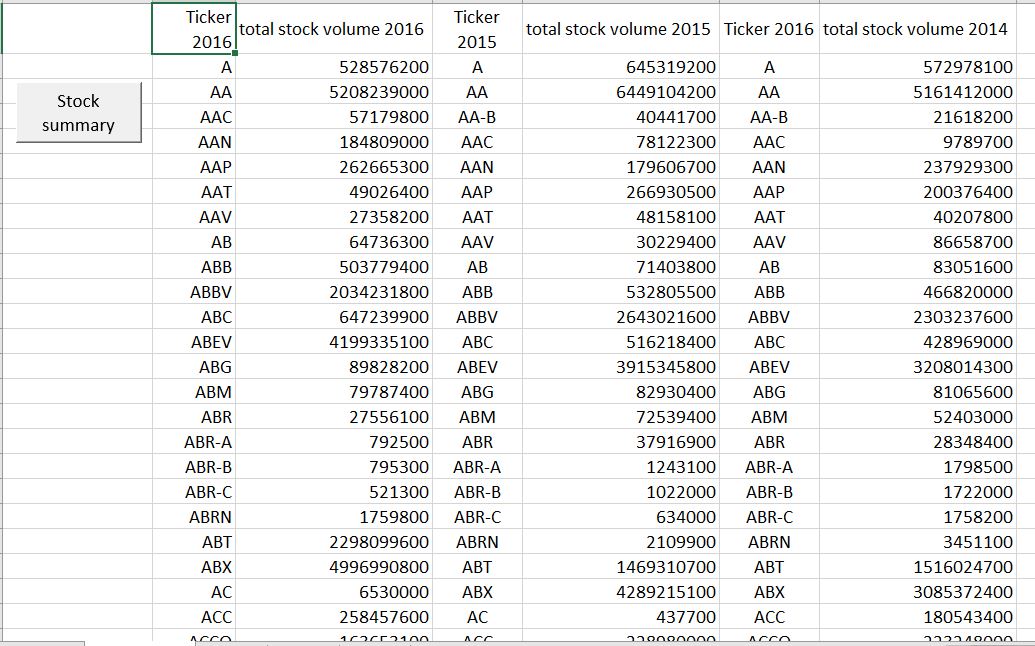 Ticker 2016 total stock volume 2016 Ticker 2015 total stock volume 2015 Ticker 2016 total stock volume 2014
A 528576200 A 645319200 A 572978100
Stock summary
AA 5208239000 AA 6449104200 AA 5161412000
AAC 57179800 AA-B 40441700 AA-B 21618200
AAN 184809000 AAC 78122300 AAC 9789700
AAP 262665300 AAN 179606700 AAN 237929300
AAT 49026400 AAP 266930500 AAP 200376400
AAV 27358200 AAT 48158100 AAT 40207800
AB 64736300 AAV 30229400 AAV 86658700
ABB 503779400 AB 71403800 AB 83051600
ABBV 2034231800 ABB 532805500 ABB 466820000
ABC 647239900 ABBV 2643021600 ABBV 2303237600
ABEV 4199335100 ABC 516218400 ABC 428969000
ABG 89828200 ABEV 3915345800 ABEV 3208014300
ABM 79787400 ABG 82930400 ABG 81065600
ABR 27556100 ABM 72539400 ABM 52403000
ABR-A 792500 ABR 37916900 ABR 28348400
ABR-B 795300 ABR-A 1243100 ABR-A 1798500
ABR-C 521300 ABR-B 1022000 ABR-B 1722000
ABRN 1759800 ABR-C 634000 ABR-C 1758200
ABT 2298099600 ABRN 2109900 ABRN 3451100
ABX 4996990800 ABT 1469310700 ABT 1516024700
AC 6530000 ABX 4289215100 ABX 3085372400
ACC 258457600 AC 437700 ACC 180543400